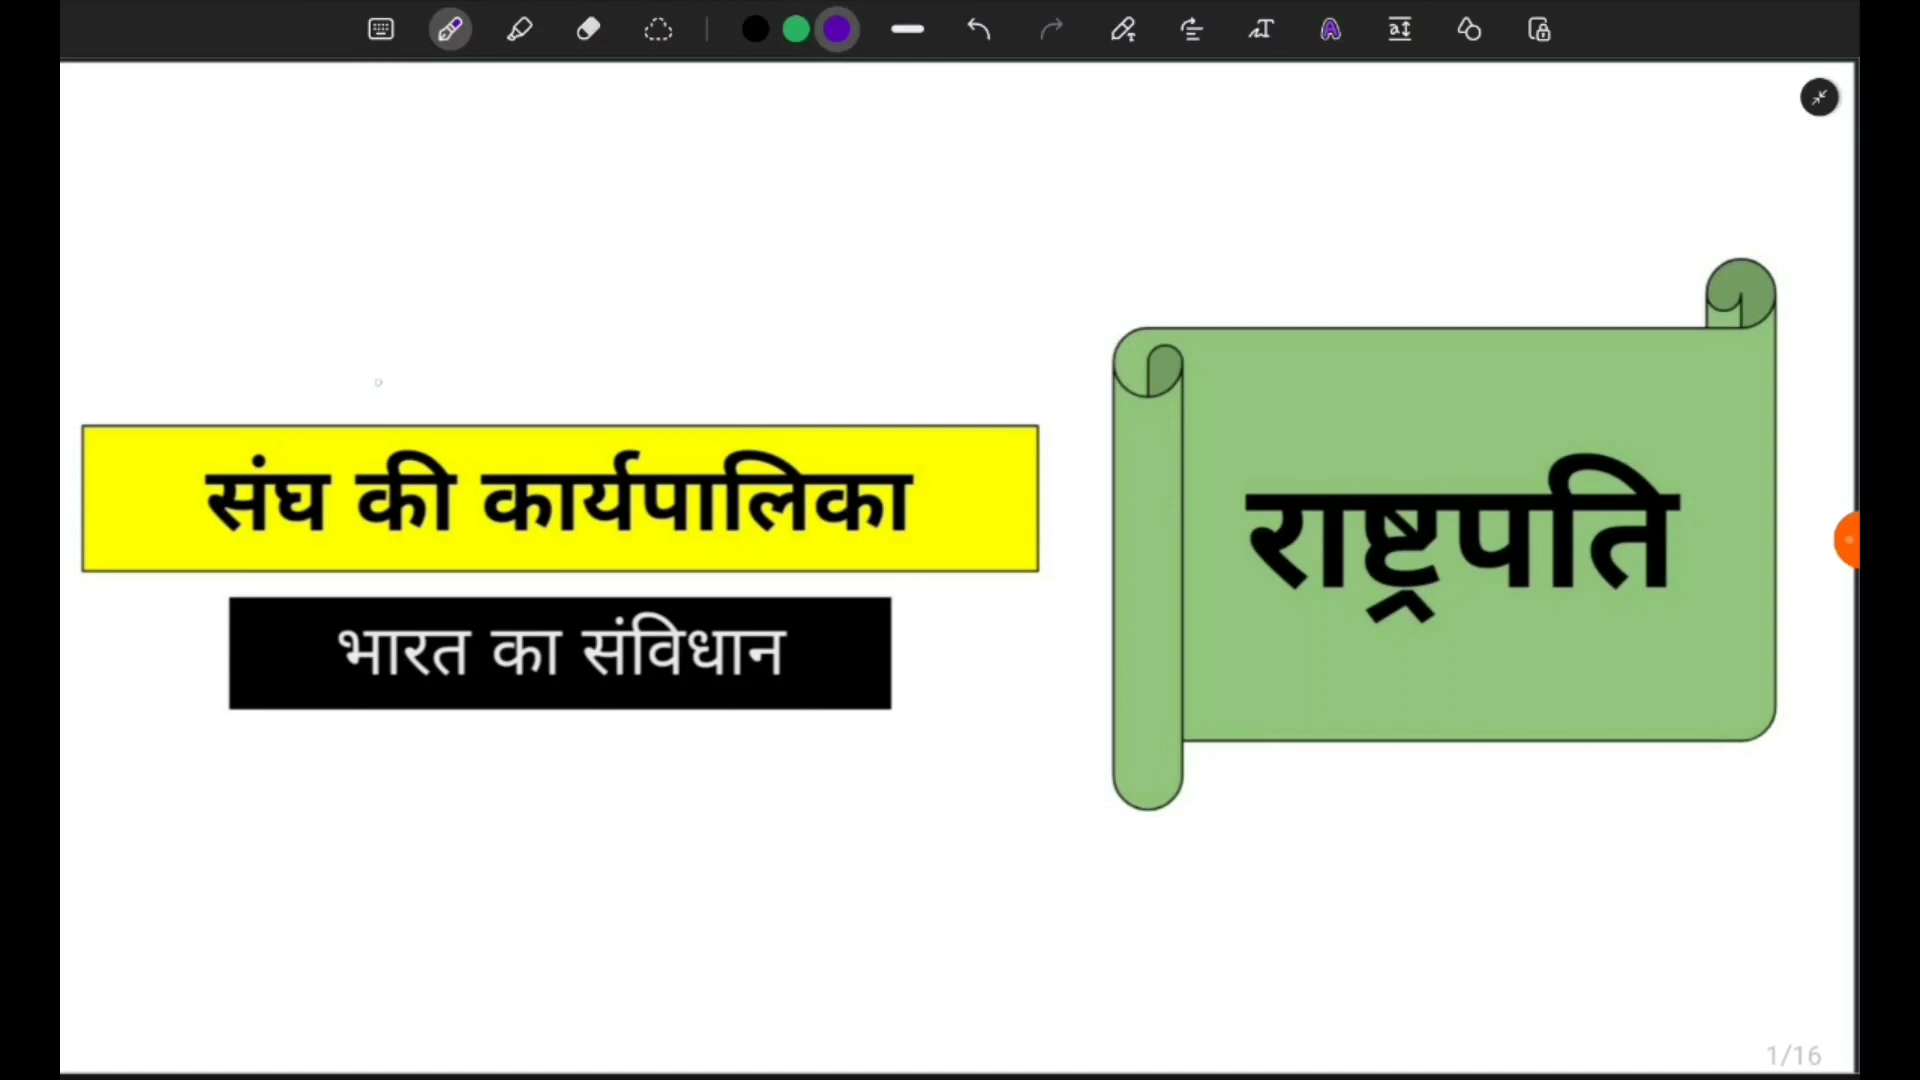 संघ की कार्यपालिका
भारत का संविधान
राष्ट्रपति
1/16